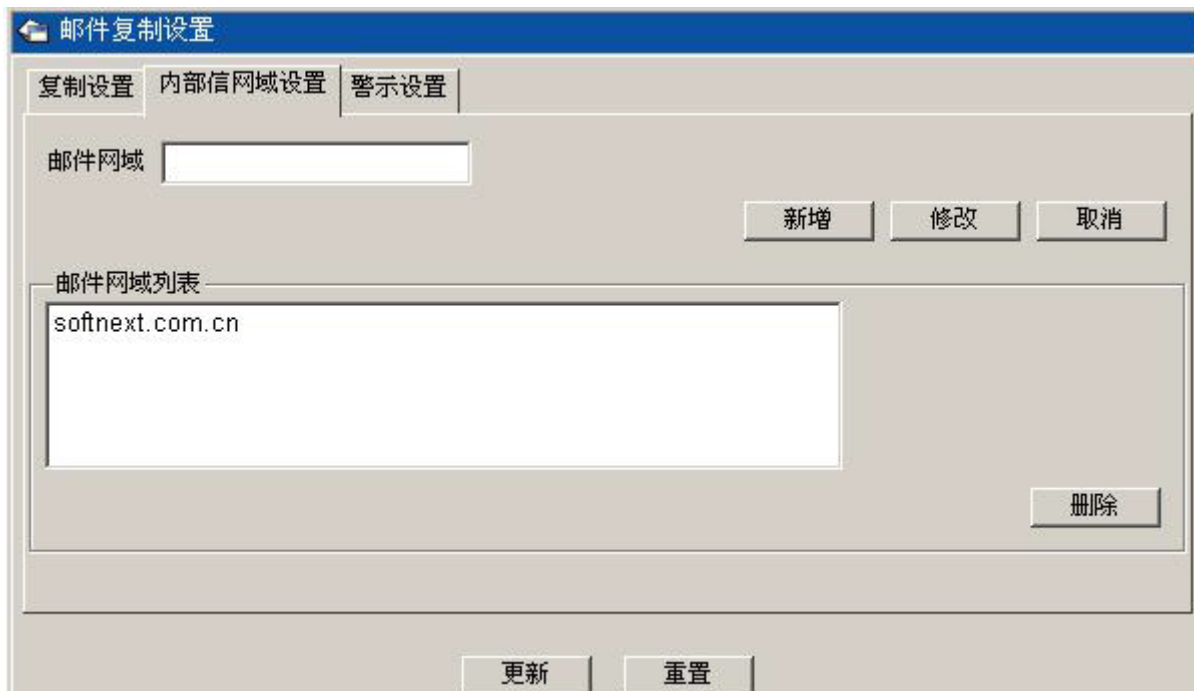 邮件复制设置
复制设置 内部信网域设置 警示设置
邮件网域
新增 修改 取消
邮件网域列表
softnext.com.cn
删除
更新 重置